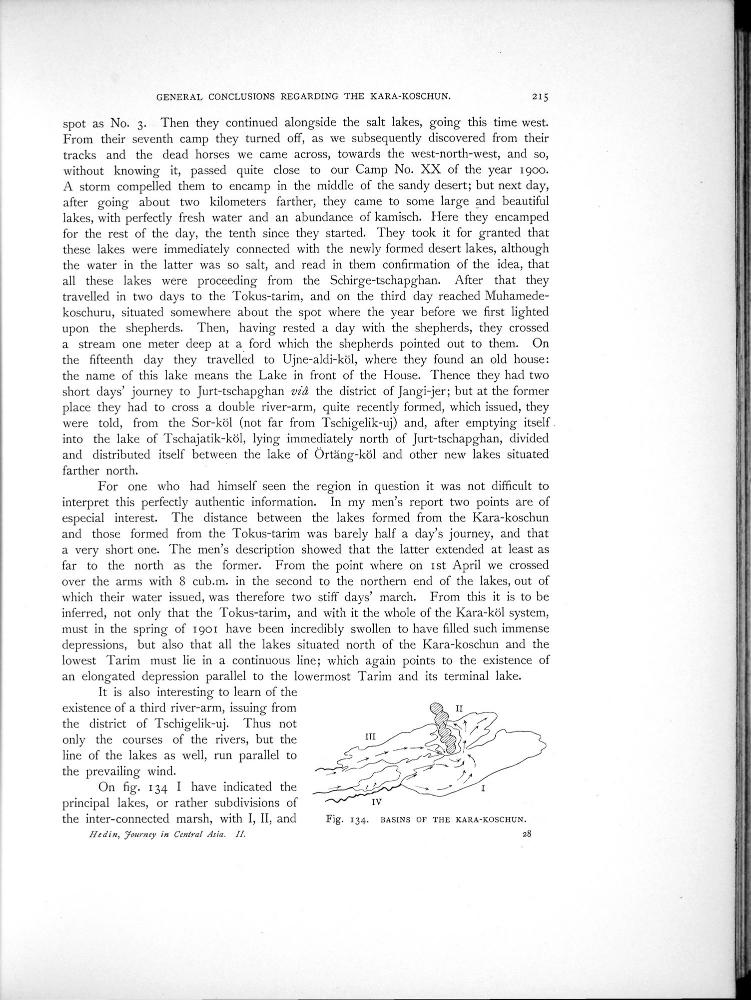 GENERAL CONCLUSIONS REGARDING THE KARA-KOSCHUN. 215
spot as No. 3. Then they continued alongside the salt lakes, going this time west.
From their seventh camp they turned off, as we subsequently discovered from their
tracks and the dead horses we came across, towards the west-north-west, and so,
without knowing it, passed quite close to our Camp No. XX of the year 1900.
A storm compelled them to encamp in the middle of the sandy desert; but next day,
after going about two kilometers farther, they came to some large and beautiful
lakes, with perfectly fresh water and an abundance of kamisch. Here they encamped
for the rest of the day, the tenth since they started. They took it for granted that
these lakes were immediately connected with the newly formed desert lakes, although
the water in the latter was so salt, and read in them confirmation of the idea, that
all these lakes were proceeding from the Schirge-tschapghan. After that they
travelled in two days to the Tokus-tarim, and on the third day reached Muhamede-
koschuru, situated somewhere about the spot where the year before we first lighted
upon the shepherds. Then, having rested a day with the shepherds, they crossed
a stream one meter deep at a ford which the shepherds pointed out to them. On
the fifteenth day they travelled to Ujne-aldi-köl, where they found an old house:
the name of this lake means the Lake in front of the House. Thence they had two
short days' journey to Jurt-tschapghan viâ the district of Jangi-jer; but at the former
place they had to cross a double river-arm, quite recently formed, which issued, they
were told, from the Sor-köl (not far from Tschigelik-uj) and, after emptying itself
into the lake of Tschajatik-köl, lying immediately north of Jurt-tschapghan, divided
and distributed itself between the lake of Örtäng-köl and other new lakes situated
farther north.
For one who had himself seen the region in question it was not difficult to
interpret this perfectly authentic information. In my men's report two points are of
especial interest. The distance between the lakes formed from the Kara-koschun
and those formed from the Tokus-tarim was barely half a day's journey, and that
a very short one. The men's description showed that the latter extended at least as
far to the north as the former. From the point where on 1st April we crossed
over the arms with 8 cub.m. in the second to the northern end of the lakes, out of
which their water issued, was therefore two stiff days' march. From this it is to be
inferred, not only that the Tokus-tarim, and with it the whole of the Kara-köl system,
must in the spring of 1901 have been incredibly swollen to have filled such immense
depressions, but also that all the lakes situated north of the Kara-koschun and the
lowest Tarim must lie in a continuous line; which again points to the existence of
an elongated depression parallel to the lowermost Tarim and its terminal lake.
It is also interesting to learn of the
existence of a third river-arm, issuing from
the district of Tschigelik-uj. Thus not
only the courses of the rivers, but the
line of the lakes as well, run parallel to
the prevailing wind.
On fig. 134 I have indicated the
principal lakes, or rather subdivisions of
the inter-connected marsh, with I, II, and
II
III
I
IV
Fig. 134. BASINS OF THE KARA-KOSCHUN.
Hedin, Journey in Central Asia. II. 28